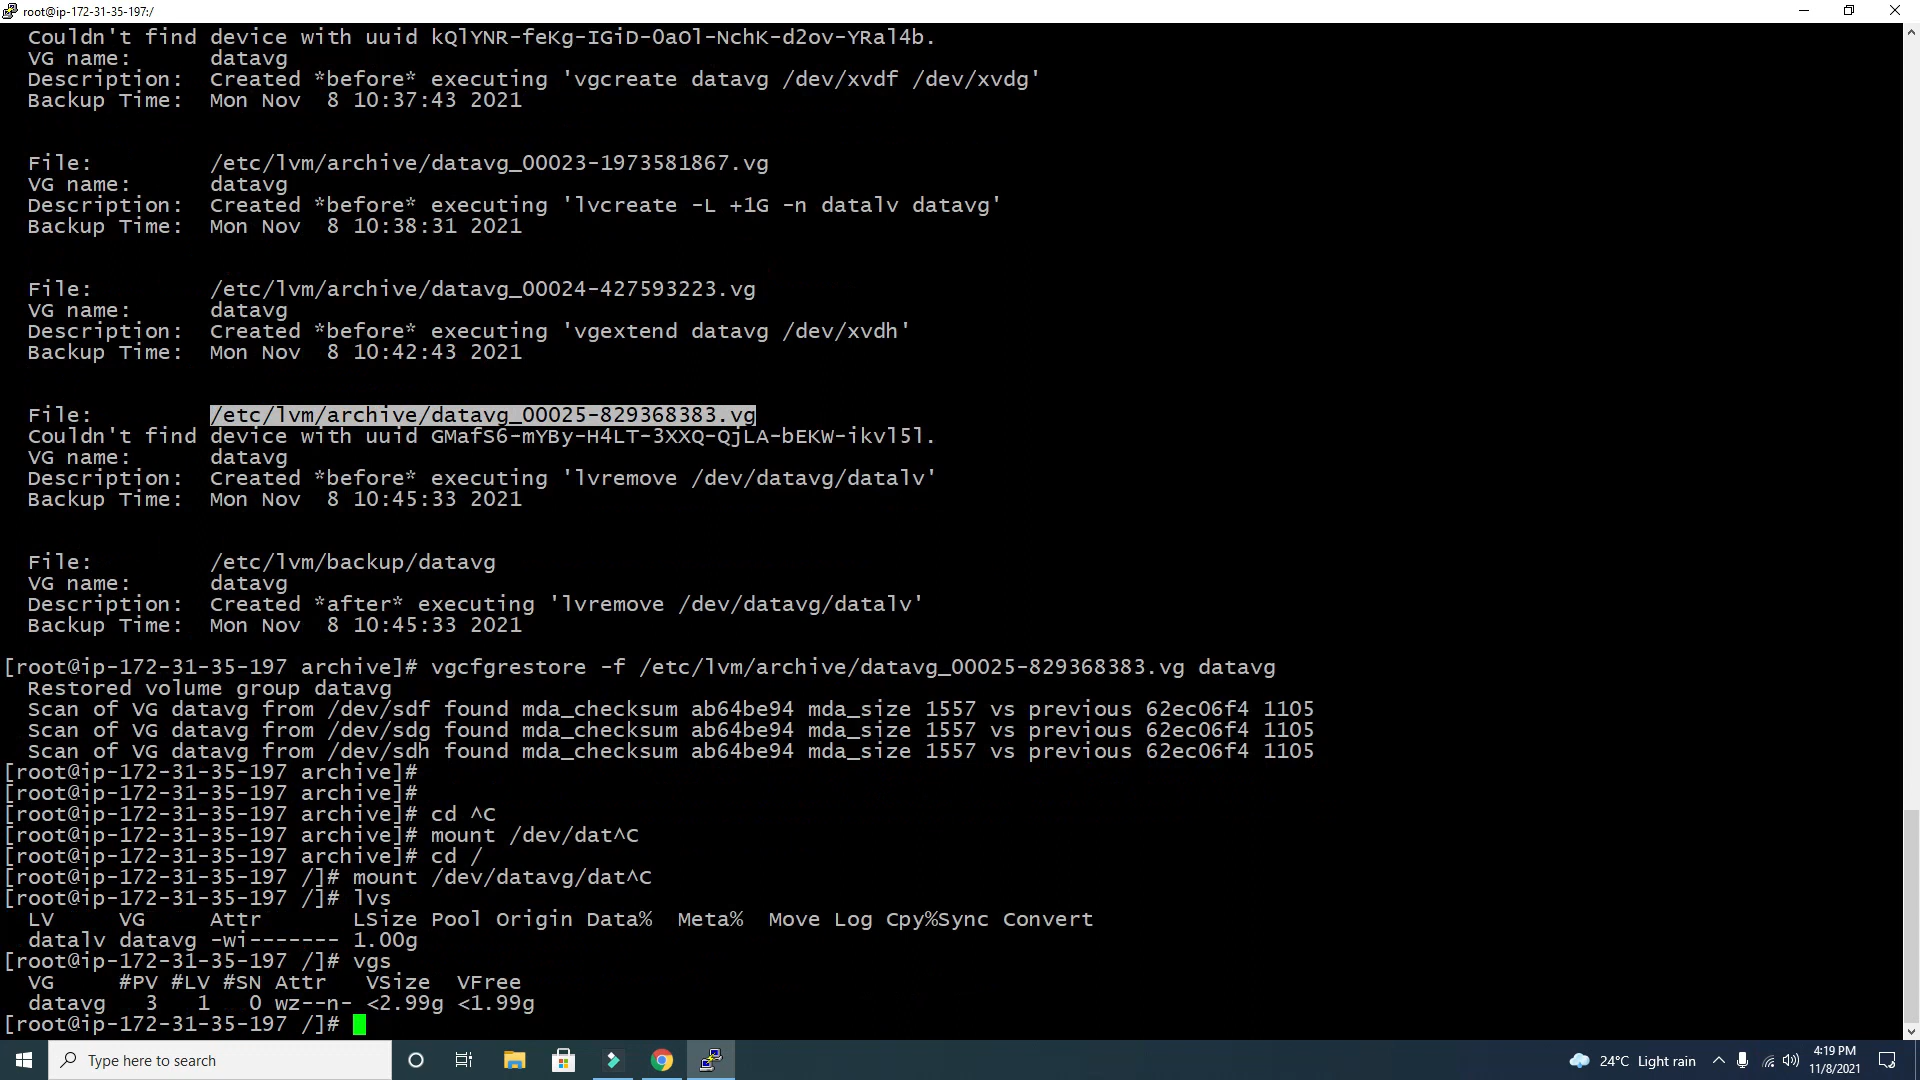 root@ip-172-31-35-197:/
Couldn't find device with uuid kQlYNR-feKg-IGiD-0aOl-NchK-d2ov-YRal4b.
VG name: datavg
Description: Created *before* executing 'vgcreate datavg /dev/xvdf /dev/xvdg'
Backup Time: Mon Nov 8 10:37:43 2021
File: /etc/lvm/archive/datavg_00023-1973581867.vg
VG name: datavg
Description: Created *before* executing 'lvcreate -L +1G -n datalv datavg'
Backup Time: Mon Nov 8 10:38:31 2021
File: /etc/lvm/archive/datavg_00024-427593223.vg
VG name: datavg
Description: Created *before* executing 'vgextend datavg /dev/xvdh'
Backup Time: Mon Nov 8 10:42:43 2021
File: /etc/lvm/archive/datavg_00025-829368383.vg
Couldn't find device with uuid GMafS6-mYBy-H4LT-3XXQ-QjLA-bEKW-ikvl5l.
VG name: datavg
Description: Created *before* executing 'lvremove /dev/datavg/datalv'
Backup Time: Mon Nov 8 10:45:33 2021
File: /etc/lvm/backup/datavg
VG name: datavg
Description: Created *after* executing 'lvremove /dev/datavg/datalv'
Backup Time: Mon Nov 8 10:45:33 2021
[root@ip-172-31-35-197 archive]# vgcfgrestore -f /etc/lvm/archive/datavg_00025-829368383.vg datavg
Restored volume group datavg
Scan of VG datavg from /dev/sdf found mda_checksum ab64be94 mda_size 1557 vs previous 62ec06f4 1105
Scan of VG datavg from /dev/sdg found mda_checksum ab64be94 mda_size 1557 vs previous 62ec06f4 1105
Scan of VG datavg from /dev/sdh found mda_checksum ab64be94 mda_size 1557 vs previous 62ec06f4 1105
[root@ip-172-31-35-197 archive]#
[root@ip-172-31-35-197 archive]#
[root@ip-172-31-35-197 archive]# cd ^C
[root@ip-172-31-35-197 archive]# mount /dev/dat^C
[root@ip-172-31-35-197 archive]# cd /
[root@ip-172-31-35-197 /]# mount /dev/datavg/dat^C
[root@ip-172-31-35-197 /]# lvs
LV VG Attr LSize Pool Origin Data% Meta% Move Log Cpy%Sync Convert
datalv datavg -wi------- 1.00g
[root@ip-172-31-35-197 /]# vgs
VG #PV #LV #SN Attr VSize VFree
datavg 3 1 0 wz--n- <2.99g <1.99g
[root@ip-172-31-35-197 /]#
Type here to search
24°C Light rain
4:19 PM
11/8/2021